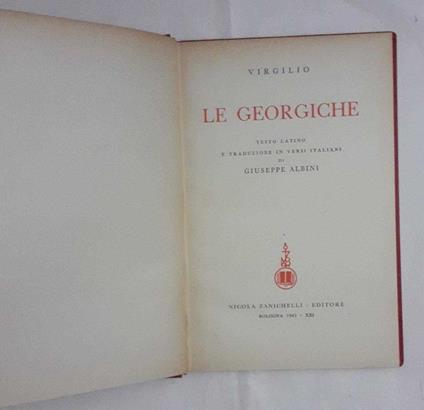 VIRGILIO
LE GEORGICHE
TESTO LATINO
E TRADUZIONE IN VERSI ITALIANI
DI
GIUSEPPE ALBINI
NICOLA ZANICHELLI - EDITORE
BOLOGNA 1943 - XXI